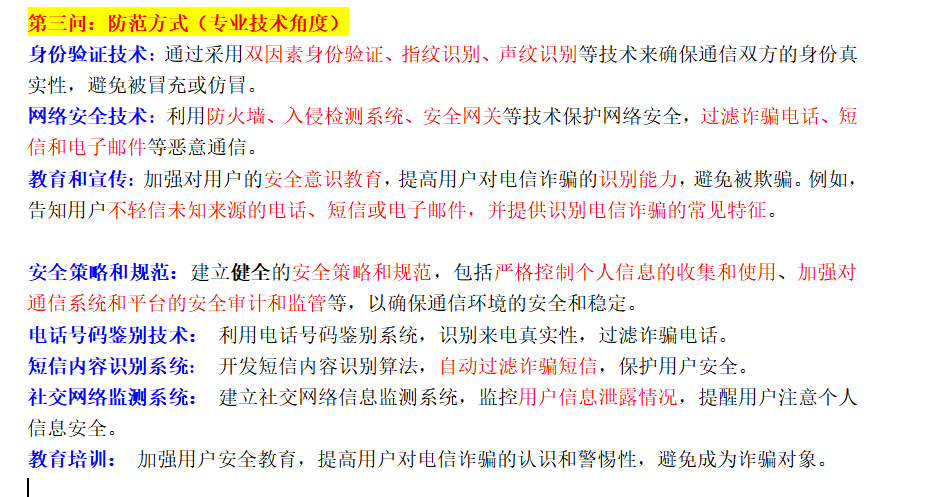 第三问：防范方式（专业技术角度）
身份验证技术：通过采用双因素身份验证、指纹识别、声纹识别等技术来确保通信双方的身份真
实性，避免被冒充或仿冒。
网络安全技术：利用防火墙、入侵检测系统、安全网关等技术保护网络安全，过滤诈骗电话、短
信和电子邮件等恶意通信。
教育和宣传：加强对用户的安全意识教育，提高用户对电信诈骗的识别能力，避免被欺骗。例如，
告知用户不轻信未知来源的电话、短信或电子邮件，并提供识别电信诈骗的常见特征。
安全策略和规范：建立健全的安全策略和规范，包括严格控制个人信息的收集和使用、加强对
通信系统和平台的安全审计和监管等，以确保通信环境的安全和稳定。
电话号码鉴别技术： 利用电话号码鉴别系统，识别来电真实性，过滤诈骗电话。
短信内容识别系统： 开发短信内容识别算法，自动过滤诈骗短信，保护用户安全。
社交网络监测系统： 建立社交网络信息监测系统，监控用户信息泄露情况，提醒用户注意个人
信息安全。
教育培训： 加强用户安全教育，提高用户对电信诈骗的认识和警惕性，避免成为诈骗对象。